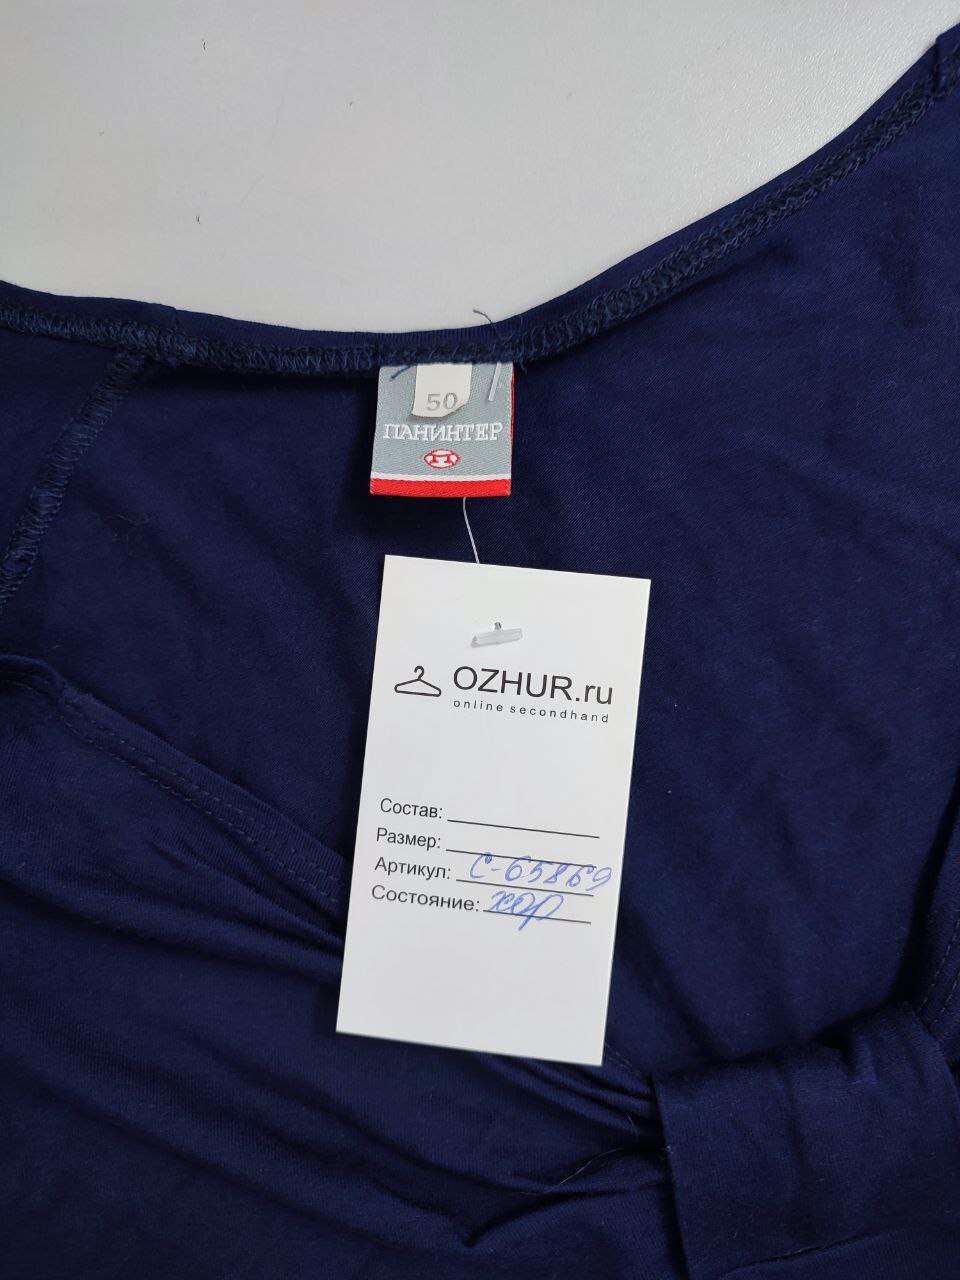 50
ПАНИНТЕР
OZHUR.ru
online secondhand
Состав:
Размер:
Артикул: С-65869
Состояние: хор